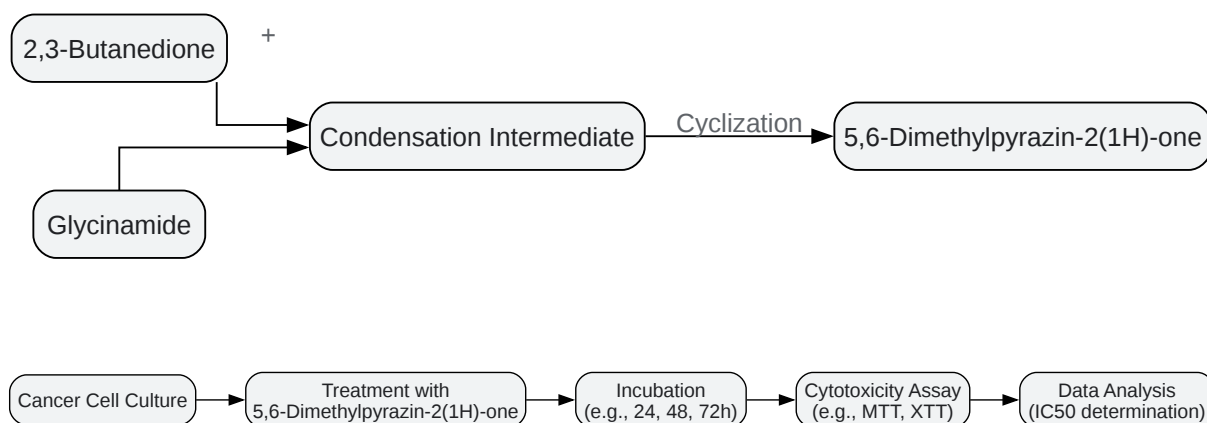 2,3-Butanedione
+
Condensation Intermediate
Cyclization
5,6-Dimethylpyrazin-2(1H)-one
Glycinamide
Cancer Cell Culture
Treatment with
5,6-Dimethylpyrazin-2(1H)-one
Incubation
(e.g., 24, 48, 72h)
Cytotoxicity Assay
(e.g., MTT, XTT)
Data Analysis
(IC50 determination)